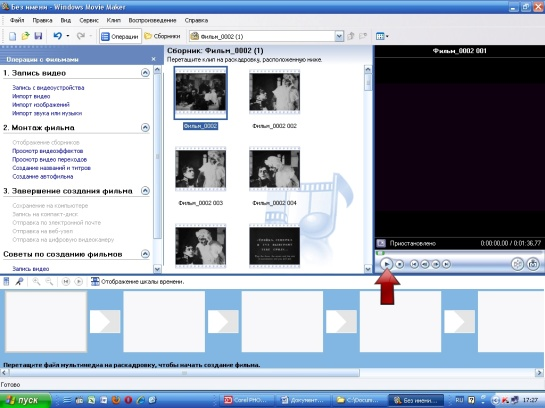 Без имени - Windows Movie Maker
Файл Правка Вид Сервис Клип Воспроизведение Справка
Операции Сборники Фильм_0002 (1)
Операции с фильмами
1. Запись видео
Запись с видеоустройства
Импорт видео
Импорт изображений
Импорт звука или музыки
2. Монтаж фильма
Отображение сборников
Просмотр видеоэффектов
Просмотр видео переходов
Создание названий и титров
Создание автофильма
3. Завершение создания фильма
Сохранение на компьютере
Запись на компакт-диск
Отправка по электронной почте
Отправка на веб-узел
Отправка на цифровую видеокамеру
Советы по созданию фильмов
Запись видео
Сборник: Фильм_0002 (1)
Перетащите клип на раскадровку, расположенную ниже.
Фильм_0002
Фильм_0002 002
Фильм_0002 003
Фильм_0002 004
Фильм_0002 001
Приостановлено 0:00:00,00 / 0:01:36,77
Отображение шкалы времени.
Перетащите файл мультимедиа на раскадровку, чтобы начать создание фильма.
Готово
пуск
Corel PHO...
Документ...
C:\Docum...
Без имени...
RU
17:27